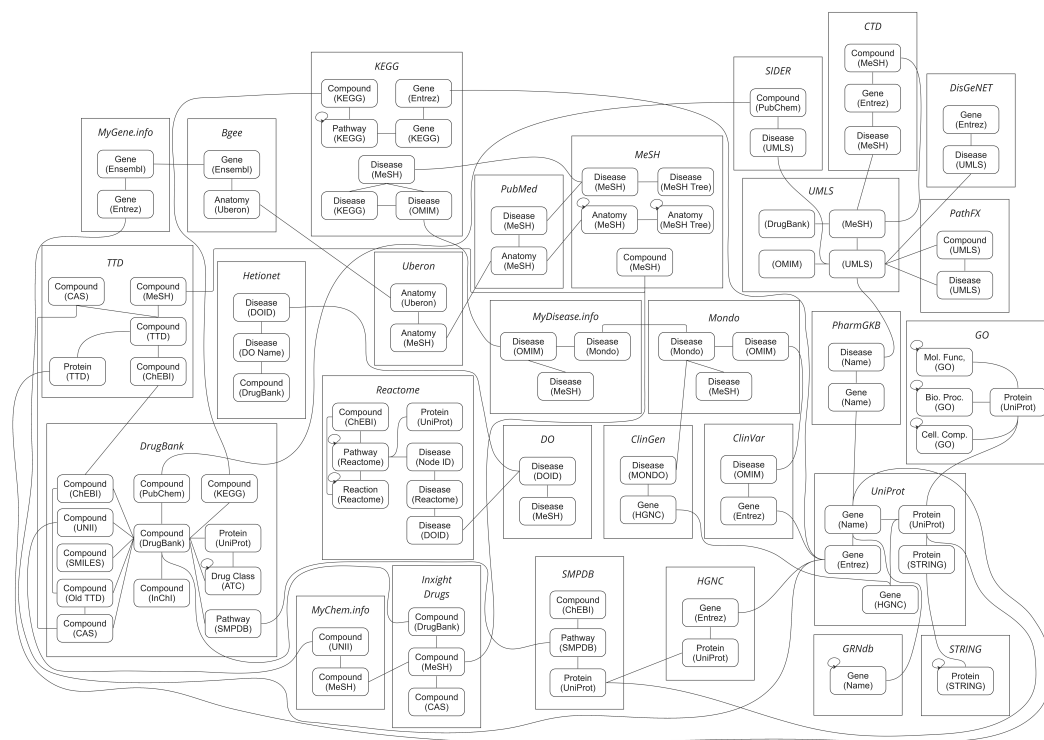 CTD
Compound
(MeSH)
Gene
(Entrez)
Disease
(MeSH)
SIDER
Compound
(PubChem)
Disease
(UMLS)
DisGeNET
Gene
(Entrez)
Disease
(UMLS)
KEGG
Compound
(KEGG)
Gene
(Entrez)
Pathway
(KEGG)
Gene
(KEGG)
Disease
(MeSH)
Disease
(KEGG)
Disease
(OMIM)
MyGene.info
Gene
(Ensembl)
Gene
(Entrez)
Bgee
Gene
(Ensembl)
Anatomy
(Uberon)
MeSH
Disease
(MeSH)
Disease
(MeSH Tree)
Anatomy
(MeSH)
Anatomy
(MeSH Tree)
Compound
(MeSH)
PubMed
Disease
(MeSH)
Anatomy
(MeSH)
UMLS
(DrugBank)
(MeSH)
(OMIM)
(UMLS)
PathFX
Compound
(UMLS)
Disease
(UMLS)
TTD
Compound
(CAS)
Compound
(MeSH)
Compound
(TTD)
Protein
(TTD)
Compound
(ChEBI)
Hetionet
Disease
(DOID)
Disease
(DO Name)
Compound
(DrugBank)
Uberon
Anatomy
(Uberon)
Anatomy
(MeSH)
MyDisease.info
Disease
(OMIM)
Disease
(Mondo)
Disease
(MeSH)
Mondo
Disease
(Mondo)
Disease
(OMIM)
Disease
(MeSH)
PharmGKB
Disease
(Name)
Gene
(Name)
GO
Mol. Func,
(GO)
Bio. Proc.
(GO)
Protein
(UniProt)
Cell. Comp.
(GO)
Reactome
Compound
(ChEBI)
Protein
(UniProt)
Pathway
(Reactome)
Disease
(Node ID)
Reaction
(Reactome)
Disease
(Reactome)
Disease
(DOID)
DrugBank
Compound
(ChEBI)
Compound
(PubChem)
Compound
(KEGG)
Compound
(UNII)
Compound
(DrugBank)
Protein
(UniProt)
Compound
(SMILES)
Drug Class
(ATC)
Compound
(Old TTD)
Compound
(InChI)
Compound
(CAS)
Pathway
(SMPDB)
DO
Disease
(DOID)
Disease
(MeSH)
ClinGen
Disease
(MONDO)
Gene
(HGNC)
ClinVar
Disease
(OMIM)
Gene
(Entrez)
UniProt
Gene
(Name)
Protein
(UniProt)
Gene
(Entrez)
Protein
(STRING)
Gene
(HGNC)
MyChem.info
Compound
(UNII)
Compound
(MeSH)
Inxight
Drugs
Compound
(DrugBank)
Compound
(MeSH)
Compound
(CAS)
SMPDB
Compound
(ChEBI)
Pathway
(SMPDB)
Protein
(UniProt)
HGNC
Gene
(Entrez)
Protein
(UniProt)
GRNdb
Gene
(Name)
STRING
Protein
(STRING)